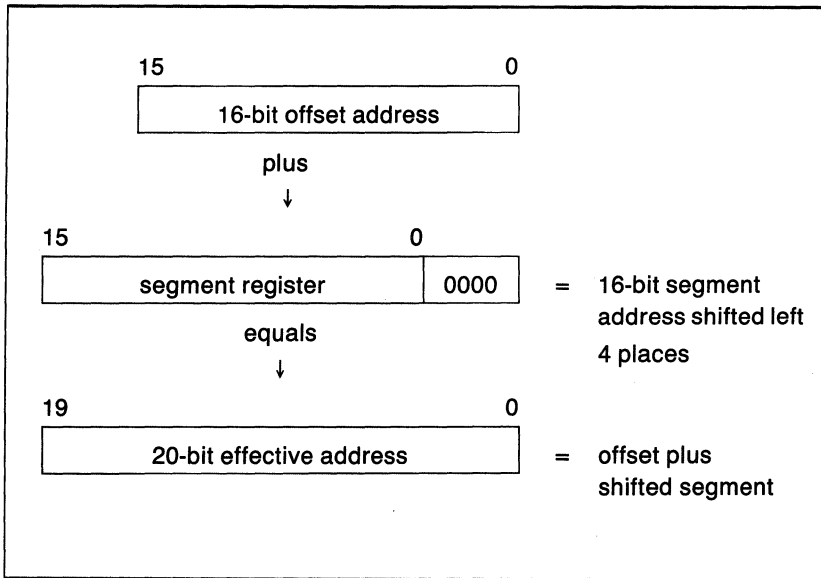 15 0
16-bit offset address
plus
↓
15 0
segment register 0000 = 16-bit segment
address shifted left
4 places
equals
↓
19 0
20-bit effective address = offset plus
shifted segment